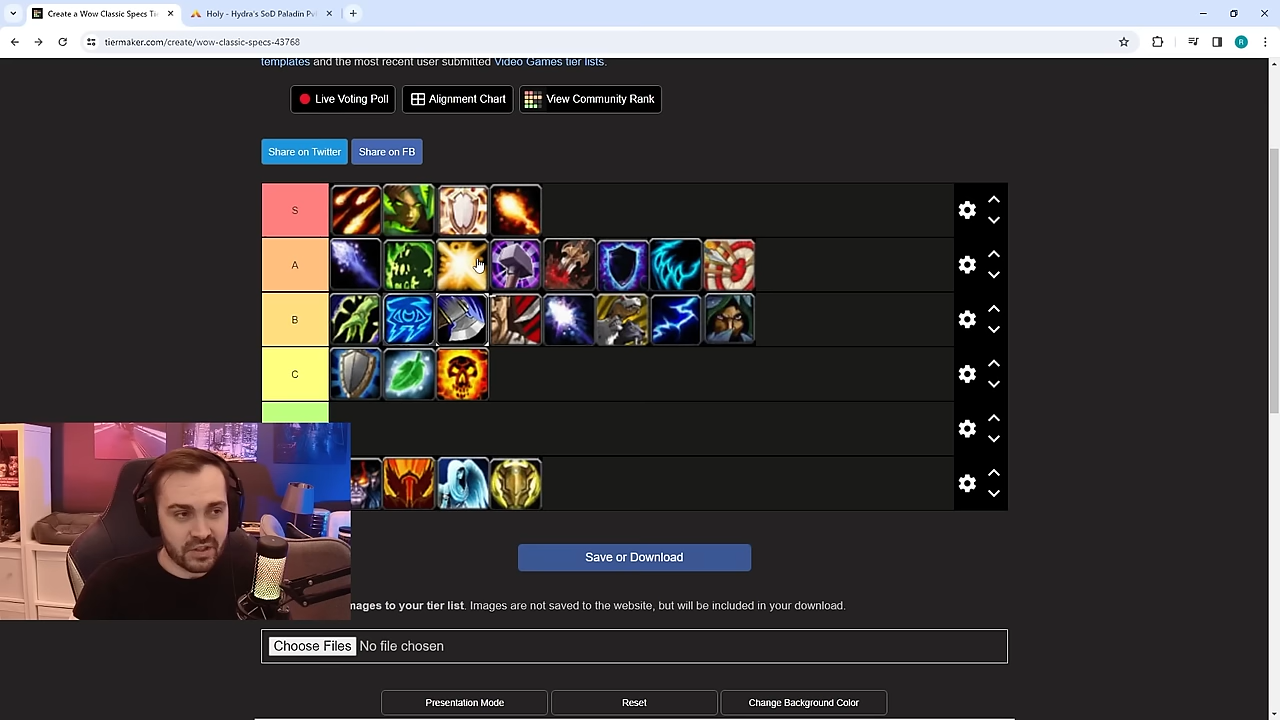 Create a Wow Classic Specs Ti
Holy - Hydra's SoD Paladin Pv
tiermaker.com/create/wow-classic-specs-43768
R
templates and the most recent user submitted Video Games tier lists.
Live Voting Poll
Alignment Chart
View Community Rank
Share on Twitter
Share on FB
S
A
B
C
Save or Download
mages to your tier list. Images are not saved to the website, but will be included in your download.
Choose Files No file chosen
Presentation Mode
Reset
Change Background Color